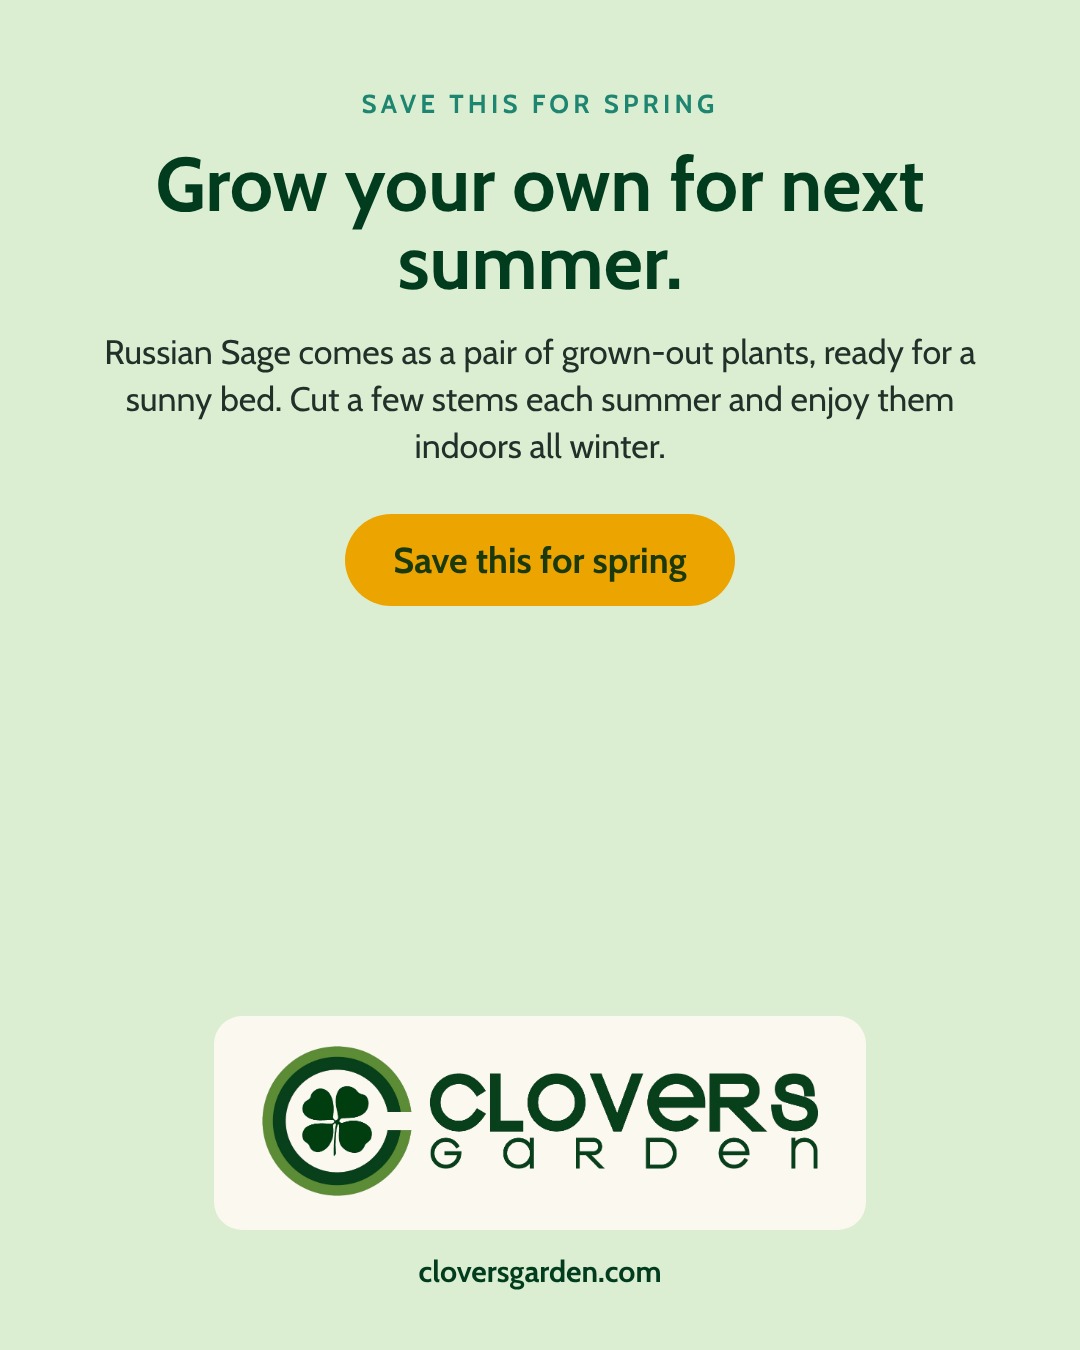 SAVE THIS FOR SPRING
Grow your own for next
summer.
Russian Sage comes as a pair of grown-out plants, ready for a
sunny bed. Cut a few stems each summer and enjoy them
indoors all winter.
Save this for spring
CLOVeRS
GaRDen
cloversgarden.com